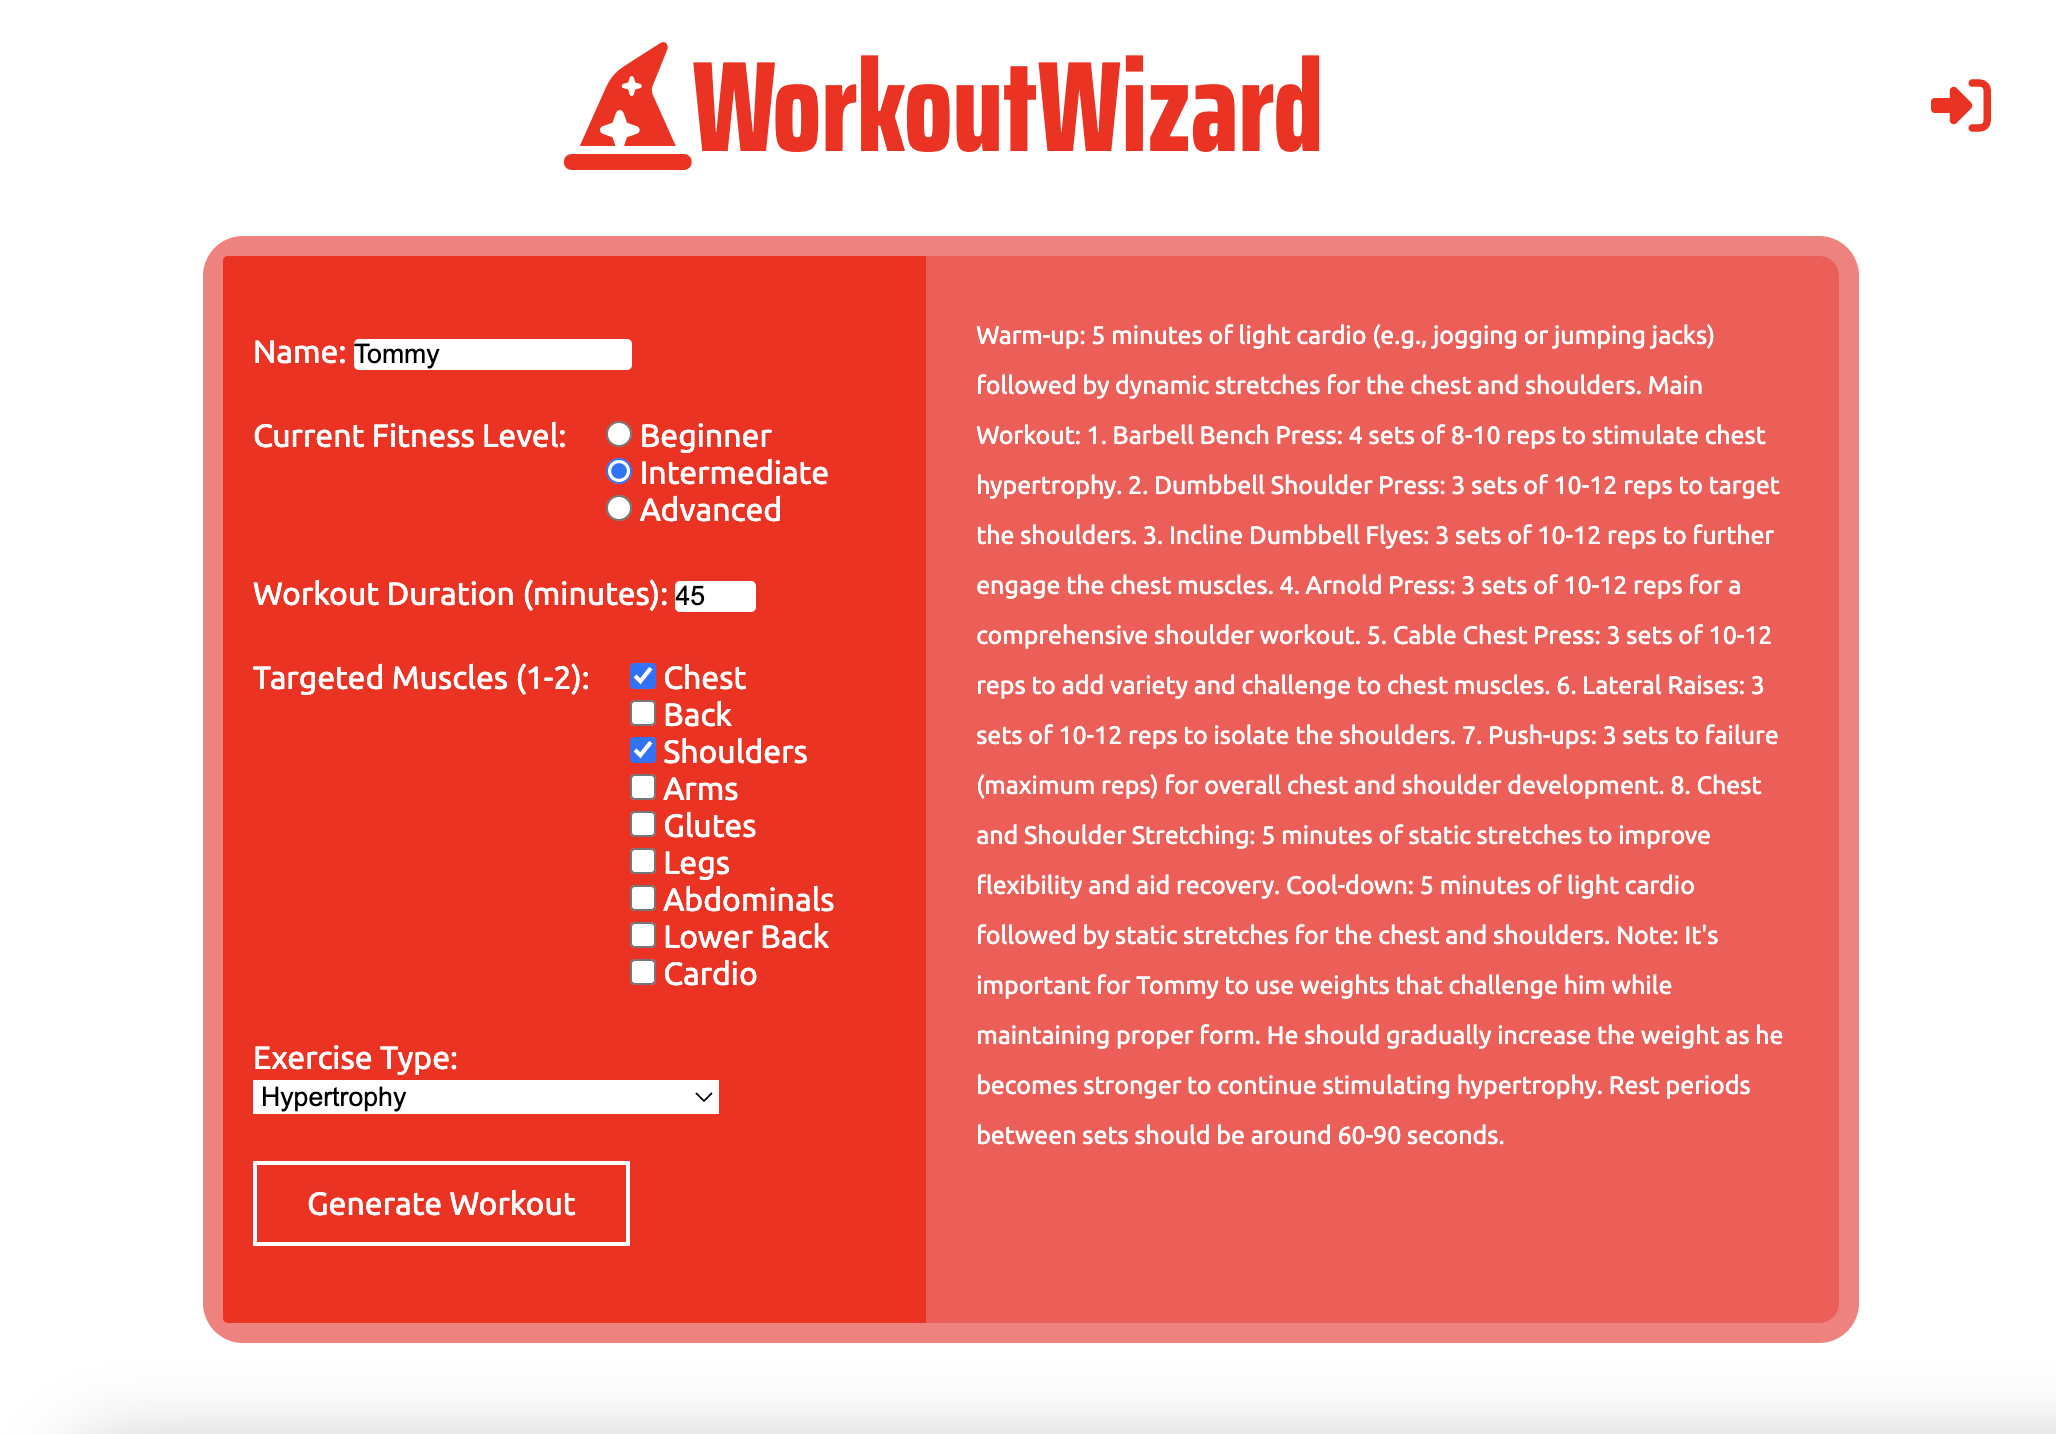 WorkoutWizard
Name: Tommy
Current Fitness Level:
Beginner
Intermediate
Advanced
Workout Duration (minutes): 45
Targeted Muscles (1-2):
Chest
Back
Shoulders
Arms
Glutes
Legs
Abdominals
Lower Back
Cardio
Exercise Type:
Hypertrophy
Generate Workout
Warm-up: 5 minutes of light cardio (e.g., jogging or jumping jacks)
followed by dynamic stretches for the chest and shoulders. Main
Workout: 1. Barbell Bench Press: 4 sets of 8-10 reps to stimulate chest
hypertrophy. 2. Dumbbell Shoulder Press: 3 sets of 10-12 reps to target
the shoulders. 3. Incline Dumbbell Flyes: 3 sets of 10-12 reps to further
engage the chest muscles. 4. Arnold Press: 3 sets of 10-12 reps for a
comprehensive shoulder workout. 5. Cable Chest Press: 3 sets of 10-12
reps to add variety and challenge to chest muscles. 6. Lateral Raises: 3
sets of 10-12 reps to isolate the shoulders. 7. Push-ups: 3 sets to failure
(maximum reps) for overall chest and shoulder development. 8. Chest
and Shoulder Stretching: 5 minutes of static stretches to improve
flexibility and aid recovery. Cool-down: 5 minutes of light cardio
followed by static stretches for the chest and shoulders. Note: It's
important for Tommy to use weights that challenge him while
maintaining proper form. He should gradually increase the weight as he
becomes stronger to continue stimulating hypertrophy. Rest periods
between sets should be around 60-90 seconds.